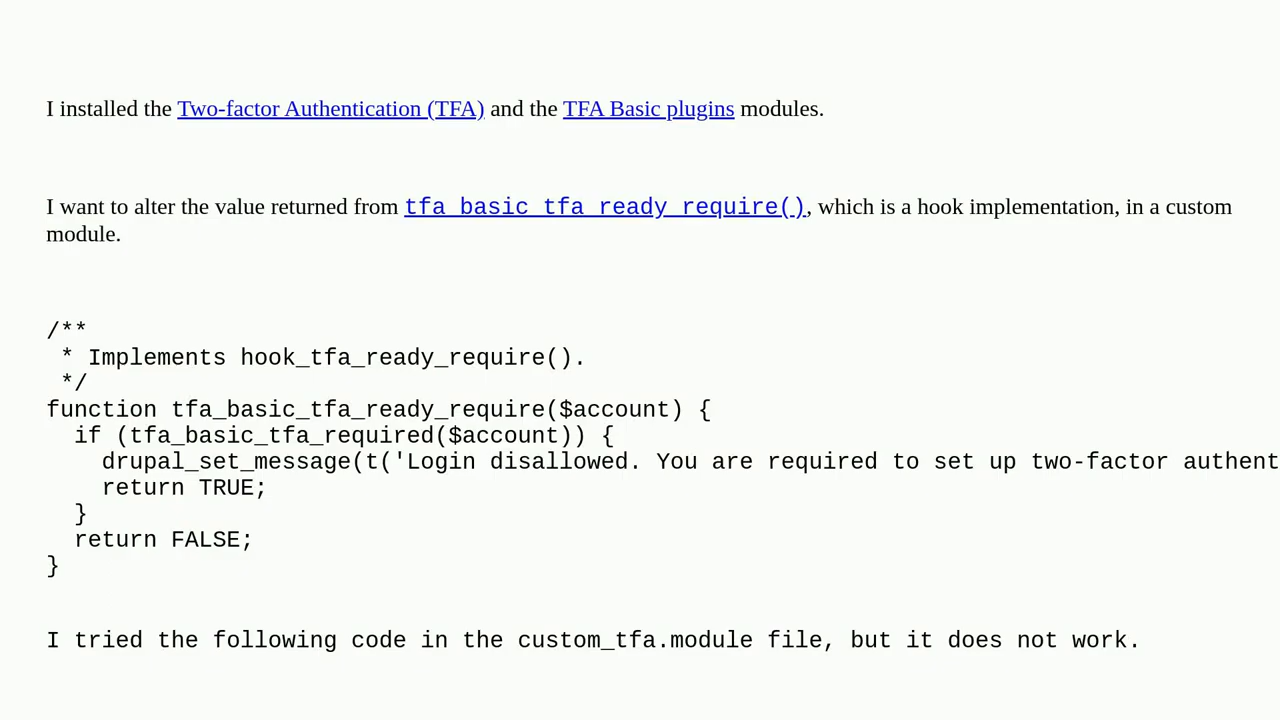 I installed the Two-factor Authentication (TFA) and the TFA Basic plugins modules.
I want to alter the value returned from tfa_basic_tfa_ready_require(), which is a hook implementation, in a custom
module.
/**
 * Implements hook_tfa_ready_require().
 */
function tfa_basic_tfa_ready_require($account) {
  if (tfa_basic_tfa_required($account)) {
    drupal_set_message(t('Login disallowed. You are required to set up two-factor authent
    return TRUE;
  }
  return FALSE;
}
I tried the following code in the custom_tfa.module file, but it does not work.